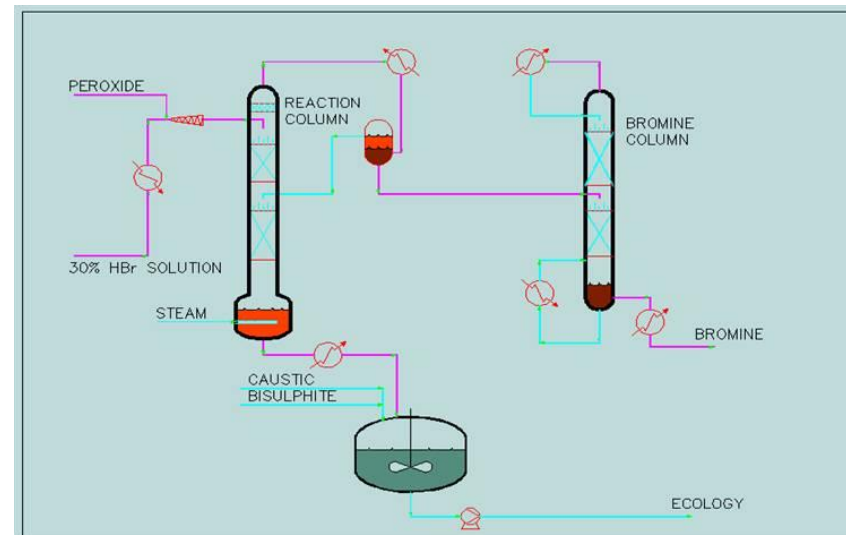 PEROXIDE
REACTION
COLUMN
BROMINE
COLUMN
30% HBr SOLUTION
STEAM
BROMINE
CAUSTIC
BISULPHITE
ECOLOGY